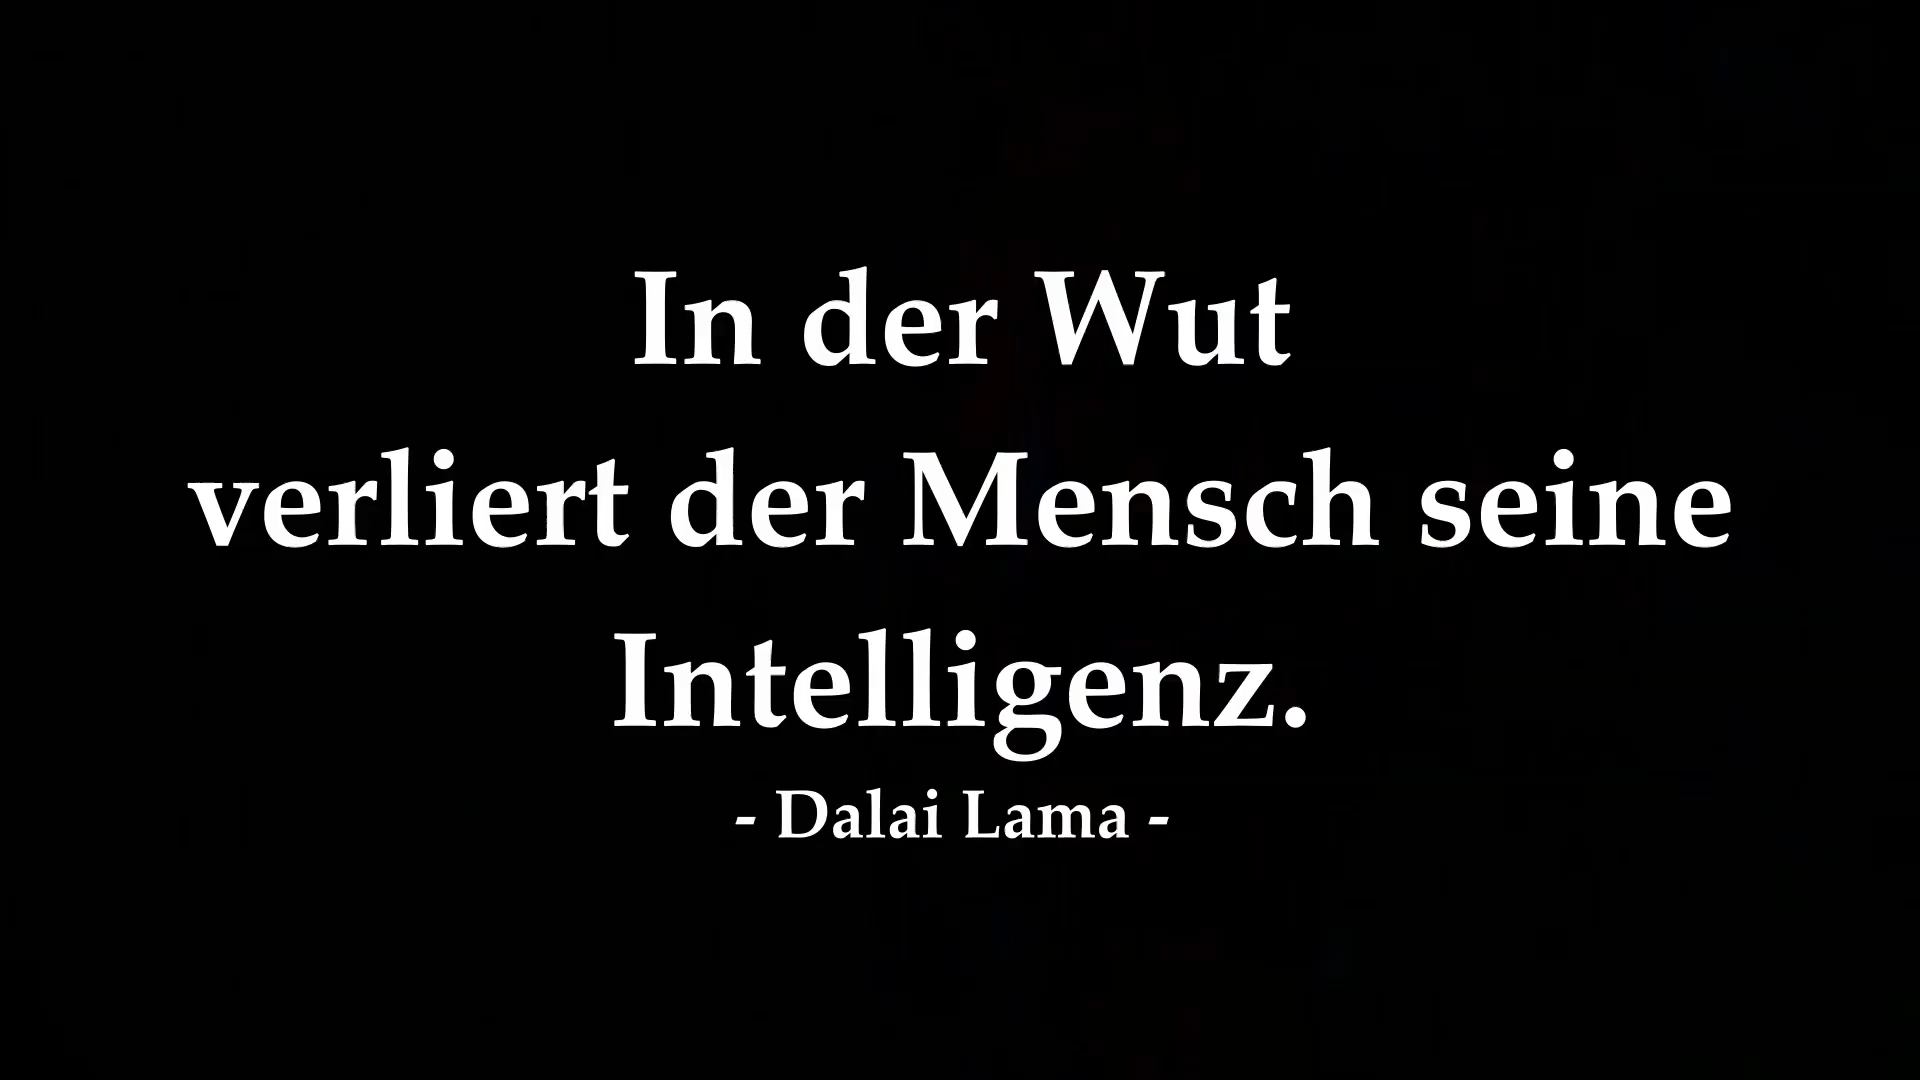 In der Wut
verliert der Mensch seine
Intelligenz.
- Dalai Lama -